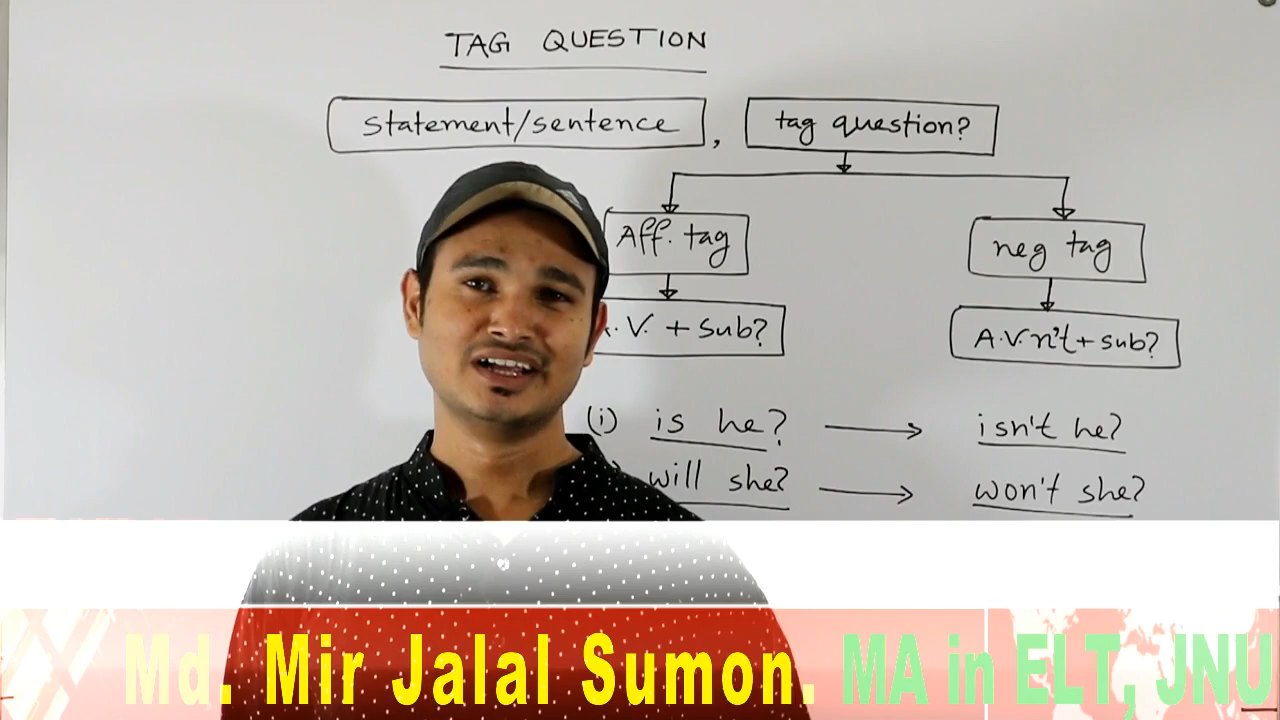 TAG QUESTION
statement/sentence , tag question?
Aff. tag neg tag
.V. + sub? A.V.n't + sub?
(i) is he? → isn't he?
) will she? → won't she?
Md. Mir Jalal Sumon. MA in ELT, JNU